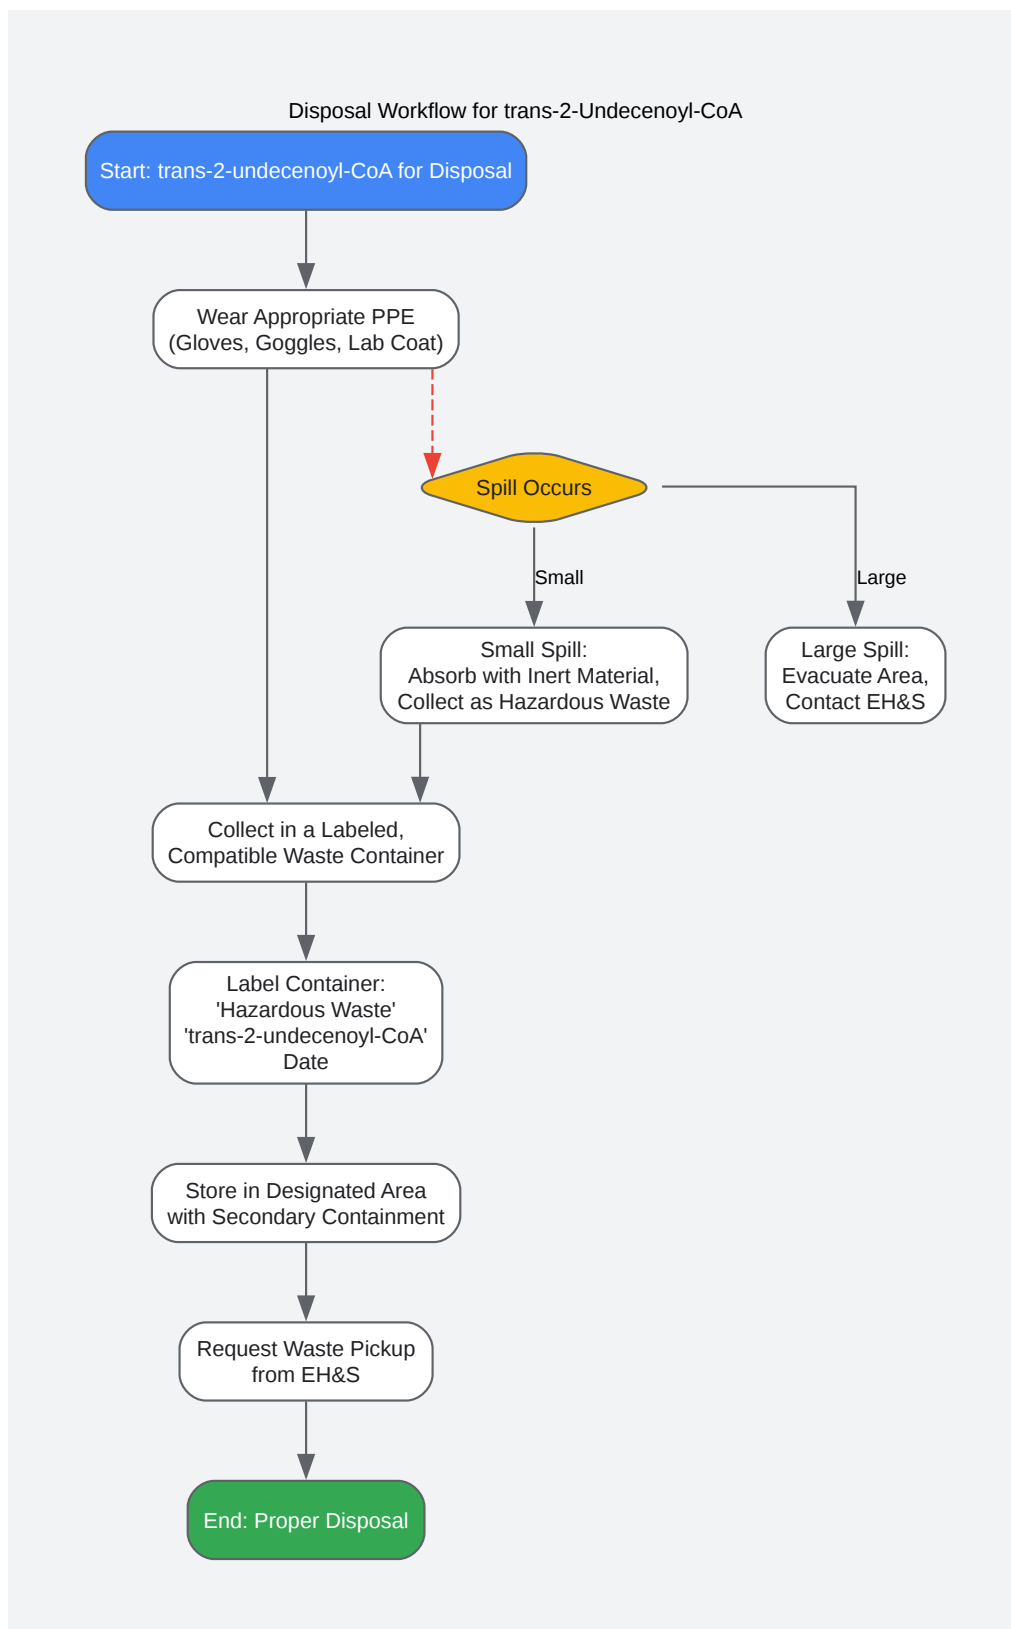 Disposal Workflow for trans-2-Undecenoyl-CoA
Start: trans-2-undecenoyl-CoA for Disposal
Wear Appropriate PPE
(Gloves, Goggles, Lab Coat)
Spill Occurs
Small
Large
Small Spill:
Absorb with Inert Material,
Collect as Hazardous Waste
Large Spill:
Evacuate Area,
Contact EH&S
Collect in a Labeled,
Compatible Waste Container
Label Container:
'Hazardous Waste'
'trans-2-undecenoyl-CoA'
Date
Store in Designated Area
with Secondary Containment
Request Waste Pickup
from EH&S
End: Proper Disposal